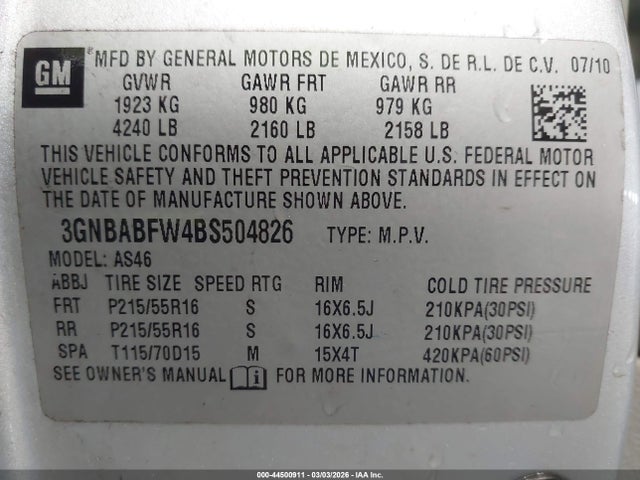 GM
MFD BY GENERAL MOTORS DE MEXICO, S. DE R.L. DE C.V. 07/10
GVWR GAWR FRT GAWR RR
1923 KG 980 KG 979 KG
4240 LB 2160 LB 2158 LB
THIS VEHICLE CONFORMS TO ALL APPLICABLE U.S. FEDERAL MOTOR
VEHICLE SAFETY AND THEFT PREVENTION STANDARDS IN EFFECT ON
THE DATE OF MANUFACTURE SHOWN ABOVE.
3GNBABFW4BS504826 TYPE: M.P.V.
MODEL: AS46
ABBJ TIRE SIZE SPEED RTG RIM COLD TIRE PRESSURE
FRT P215/55R16 S 16X6.5J 210KPA(30PSI)
RR P215/55R16 S 16X6.5J 210KPA(30PSI)
SPA T115/70D15 M 15X4T 420KPA(60PSI)
SEE OWNER'S MANUAL FOR MORE INFORMATION.
000-44500911 - 03/03/2026 - IAAI, Inc.